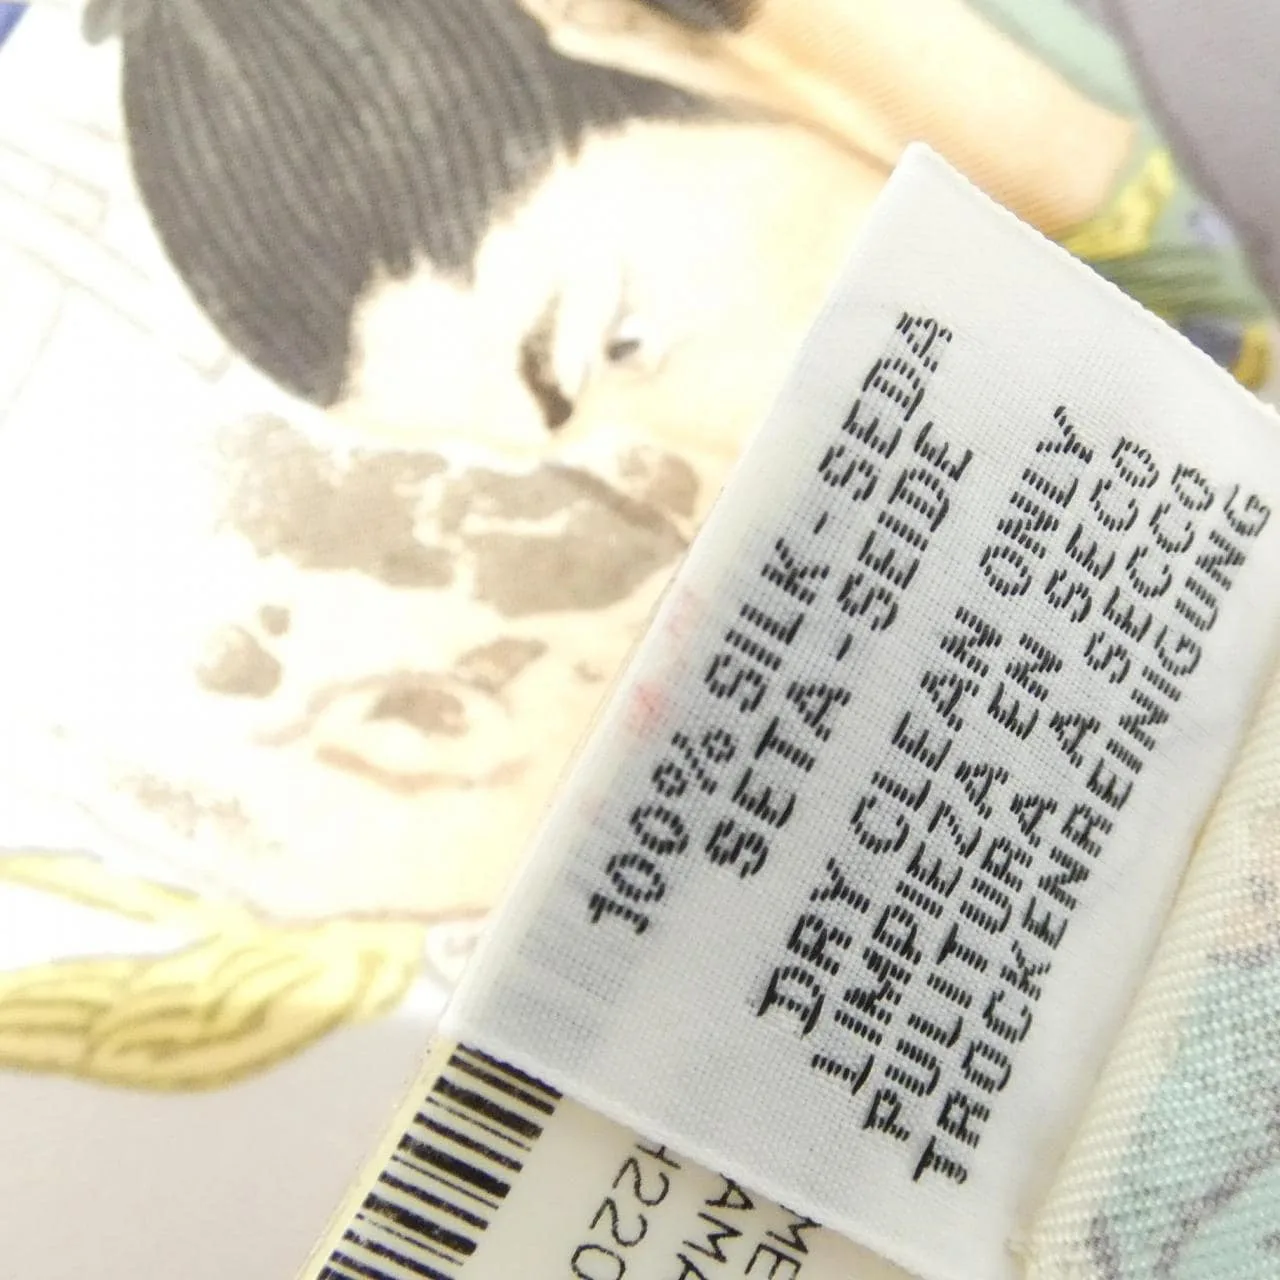 100% SILK - SEDA
SETA - SEIDE
DRY CLEAN ONLY
LIMPIEZA EN SECO
PULITURA A SECCO
TROCKENREINIGUNG